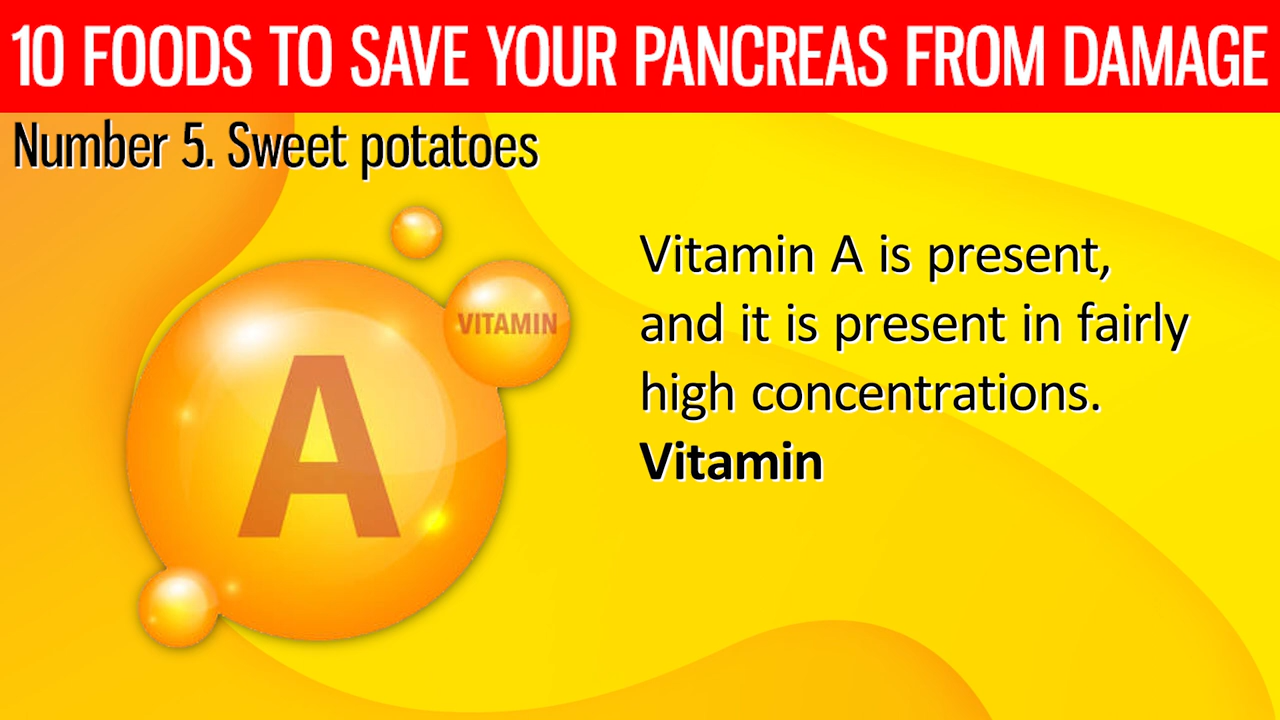 10 FOODS TO SAVE YOUR PANCREAS FROM DAMAGE
Number 5. Sweet potatoes
VITAMIN
A
Vitamin A is present,
and it is present in fairly
high concentrations.
Vitamin